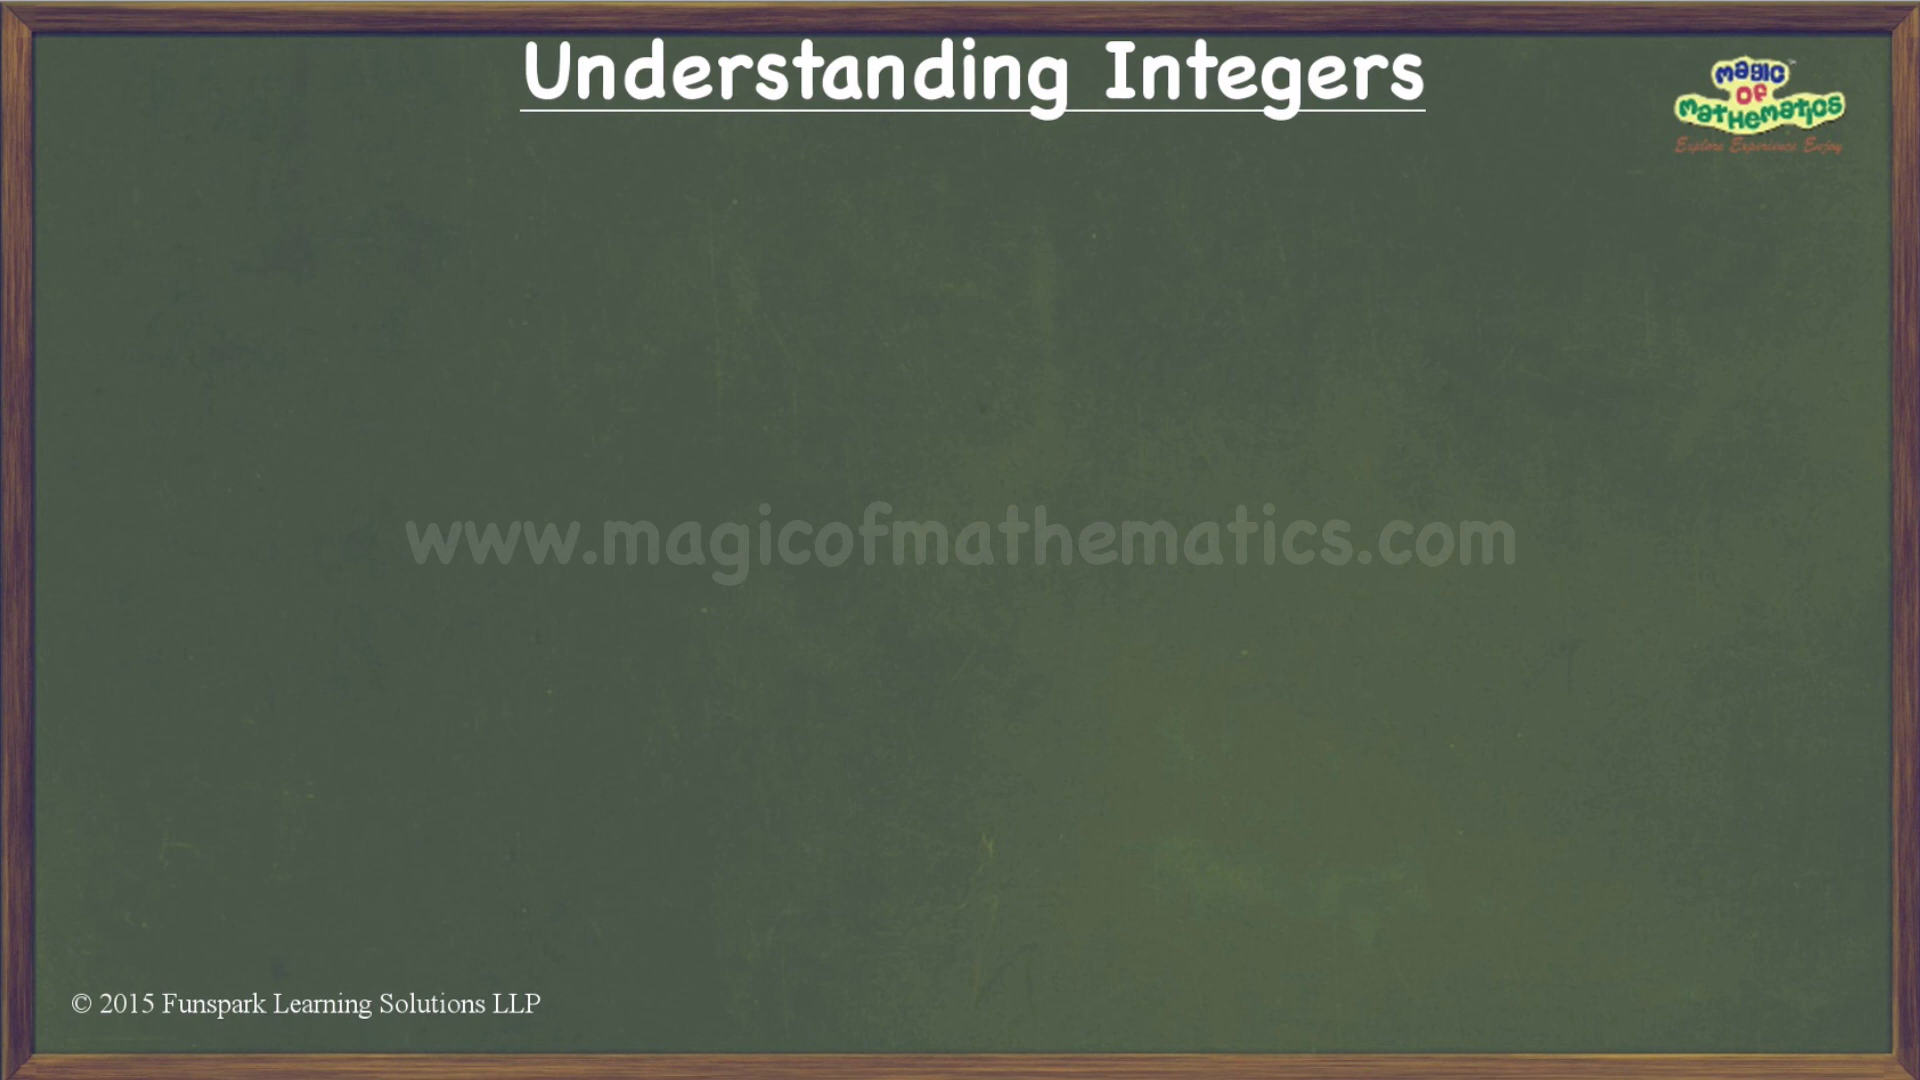 Understanding Integers
MAGIC
OF
MATHEMATICS
Explore Experience Enjoy
www.magicofmathematics.com
© 2015 Funspark Learning Solutions LLP